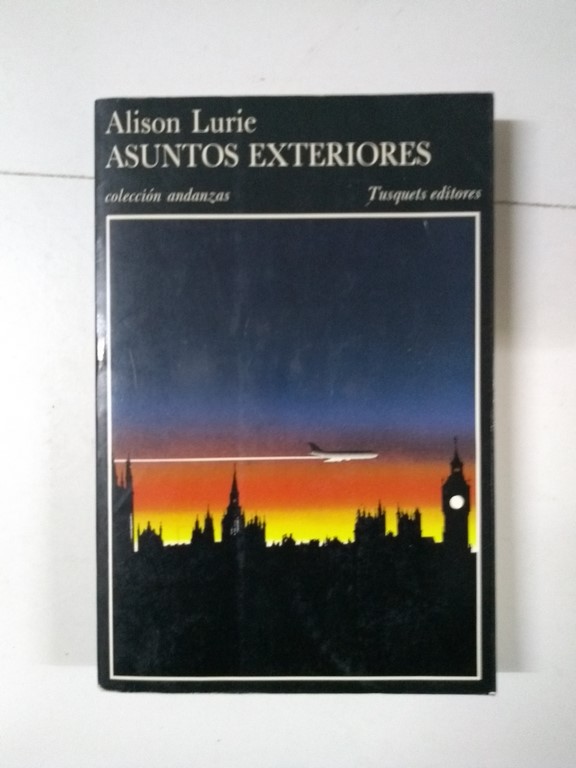 Alison Lurie
ASUNTOS EXTERIORES
colección andanzas Tusquets editores